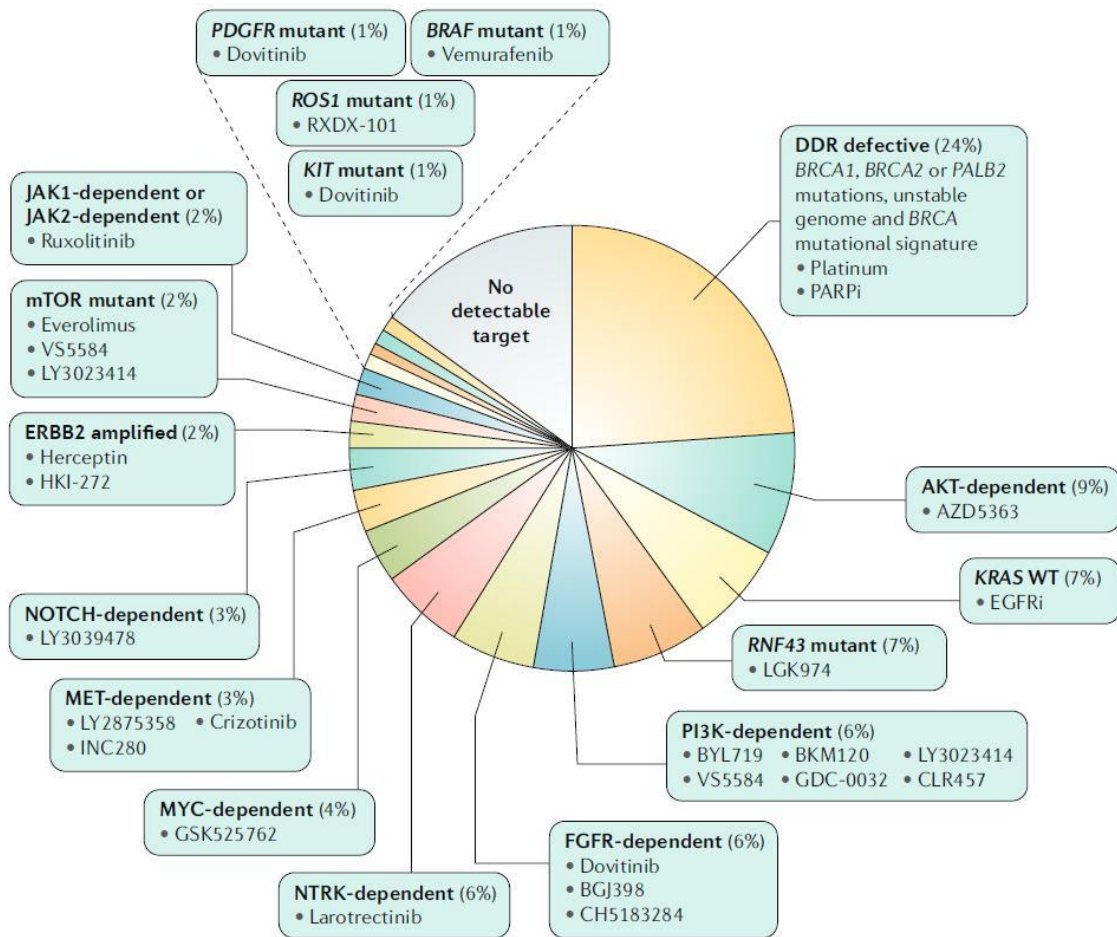 PDGFR mutant (1%)
• Dovitinib
BRAF mutant (1%)
• Vemurafenib
ROS1 mutant (1%)
• RXDX-101
KIT mutant (1%)
• Dovitinib
JAK1-dependent or
JAK2-dependent (2%)
• Ruxolitinib
mTOR mutant (2%)
• Everolimus
• VS5584
• LY3023414
ERBB2 amplified (2%)
• Herceptin
• HKI-272
NOTCH-dependent (3%)
• LY3039478
MET-dependent (3%)
• LY2875358 • Crizotinib
• INC280
MYC-dependent (4%)
• GSK525762
NTRK-dependent (6%)
• Larotrectinib
No
detectable
target
DDR defective (24%)
BRCA1, BRCA2 or PALB2
mutations, unstable
genome and BRCA
mutational signature
• Platinum
• PARPi
AKT-dependent (9%)
• AZD5363
KRAS WT (7%)
• EGFRi
RNF43 mutant (7%)
• LGK974
PI3K-dependent (6%)
• BYL719 • BKM120 • LY3023414
• VS5584 • GDC-0032 • CLR457
FGFR-dependent (6%)
• Dovitinib
• BGJ398
• CH5183284